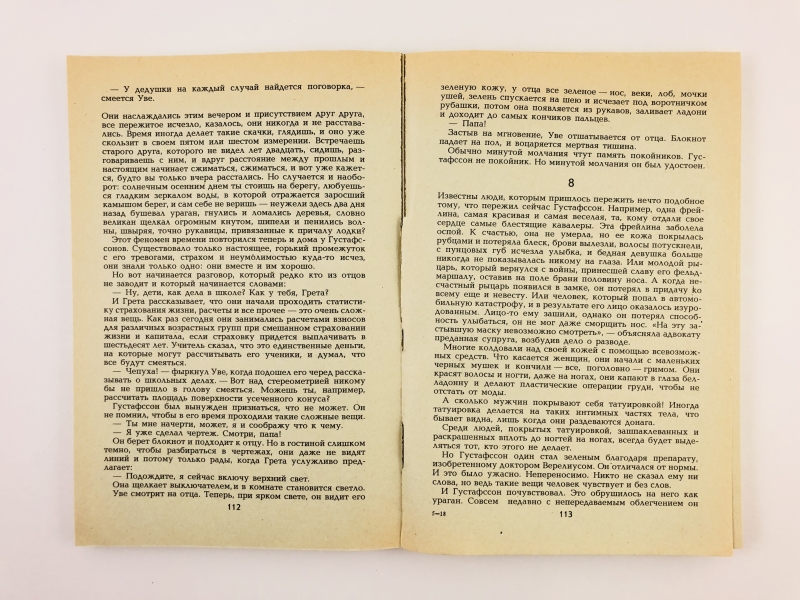 — У дедушки на каждый случай найдется поговорка, —
смеется Уве.
Они наслаждались этим вечером и присутствием друг друга,
все пережитое исчезло, казалось, они никогда и не расстава-
лись. Время иногда делает такие скачки, глядишь, и оно уже
скользит в своем пятом или шестом измерении. Встречаешь
старого друга, которого не видел лет двадцать, сидишь, раз-
говариваешь с ним, и вдруг расстояние между прошлым и
настоящим начинает сжиматься, сжиматься, и вот уже кажет-
ся, будто вы только вчера расстались. Но случается и наобо-
рот: солнечным осенним днем ты стоишь на берегу, любуешь-
ся гладким зеркалом воды, в которой отражается заросший
камышом берег, и сам себе не веришь — неужели здесь два дня
назад бушевал ураган, гнулись и ломались деревья, словно
великан щелкал огромным кнутом, шипели и пенились вол-
ны, швыряя, точно рукавицы, привязанные к причалу лодки?
Этот феномен времени повторился теперь и дома у Густафс-
сонов. Существовало только настоящее, горький промежуток
с его тревогами, страхом и неумолимостью куда-то исчез,
они знали только одно: они вместе и им хорошо.
Но вот начинается разговор, который редко кто из отцов
не заводит и который начинается словами:
— Ну, дети, как дела в школе? Как у тебя, Грета?
И Грета рассказывает, что они начали проходить статисти-
ку страхования жизни, расчеты и все прочее — это очень слож-
ная вещь. Как раз сегодня они занимались расчетами взносов
для различных возрастных групп при смешанном страховании
жизни и капитала, если страховку придется выплачивать в
шестьдесят лет. Учитель сказал, что это единственные деньги,
на которые могут рассчитывать его ученики, и думал, что
все будут смеяться.
— Чепуха! — фыркнул Уве, когда подошел его черед расска-
зывать о школьных делах. — Вот над стереометрией никому
бы не пришло в голову смеяться. Можешь ты, например,
рассчитать площадь поверхности усеченного конуса?
Густафссон был вынужден признаться, что не может. Он
не помнил, чтобы в его время проходили такие сложные вещи.
— Ты мне начерти, может, я и соображу что к чему.
— Я уже сделал чертеж. Смотри, папа!
Он берет блокнот и подходит к отцу. Но в гостиной слишком
темно, чтобы разбираться в чертежах, они даже не видят
линий и потому только рады, когда Грета услужливо пред-
лагает:
— Подождите, я сейчас включу верхний свет.
Она щелкает выключателем, и в комнате становится светло.
Уве смотрит на отца. Теперь, при ярком свете, он видит его
112
зеленую кожу, у отца все зеленое — нос, веки, лоб, мочки
ушей, зелень спускается на шею и исчезает под воротничком
рубашки, потом она появляется из рукавов, заливает ладони
и доходит до самых кончиков пальцев.
— Папа!
Застыв на мгновение, Уве отшатывается от отца. Блокнот
падает на пол, и воцаряется мертвая тишина.
Обычно минутой молчания чтут память покойников. Гус-
тафссон не покойник. Но минутой молчания он был удостоен.
8
Известны люди, которым пришлось пережить нечто подобное
тому, что пережил сейчас Густафссон. Например, одна фрей-
лина, самая красивая и самая веселая, та, кому отдали свое
сердце самые блестящие кавалеры. Эта фрейлина заболела
оспой. К счастью, она не умерла, но ее кожа покрылась
рубцами и потеряла блеск, брови вылезли, волосы потускнели,
с пунцовых губ исчезла улыбка, и бедная девушка больше
никогда не показывалась никому на глаза. Или молодой ры-
царь, который вернулся с войны, принесшей славу его фельд-
маршалу, оставив на поле брани половину носа. А когда не-
счастный рыцарь появился в замке, он потерял в придачу ko
всему еще и невесту. Или человек, который попал в автомо-
бильную катастрофу, и в результате его лицо оказалось изуро-
дованным. Лицо-то ему зашили, однако он потерял способ-
ность улыбаться, он не мог даже сморщить нос. «На эту за-
стывшую маску невозможно смотреть», — объясняла адвокату
преданная супруга, возбудив дело о разводе.
Многие колдовали над своей кожей с помощью всевозмож-
ных средств. Что касается женщин, они начали с маленьких
черных мушек и кончили — все, поголовно — гримом. Они
красят волосы и ногти, даже на ногах, они капают в глаза бел-
ладонну и делают пластические операции груди, чтобы не
отстать от моды.
А сколько мужчин покрывают себя татуировкой! Иногда
татуировка делается на таких интимных частях тела, что
бывает видна, лишь когда они раздеваются донага.
Среди людей, покрытых татуировкой, зашпаклеванных и
раскрашенных вплоть до ногтей на ногах, всегда будет выде-
ляться тот, кто этого не делает.
Но Густафссон один стал зеленым благодаря препарату,
изобретенному доктором Верелиусом. Он отличался от нормы.
И это было ужасно. Непереносимо. Никто не сказал ему ни
слова, но ведь такие вещи человек чувствует и без слов.
И Густафссон почувствовал. Это обрушилось на него как
ураган. Совсем недавно с непередаваемым облегчением он
5—18
113